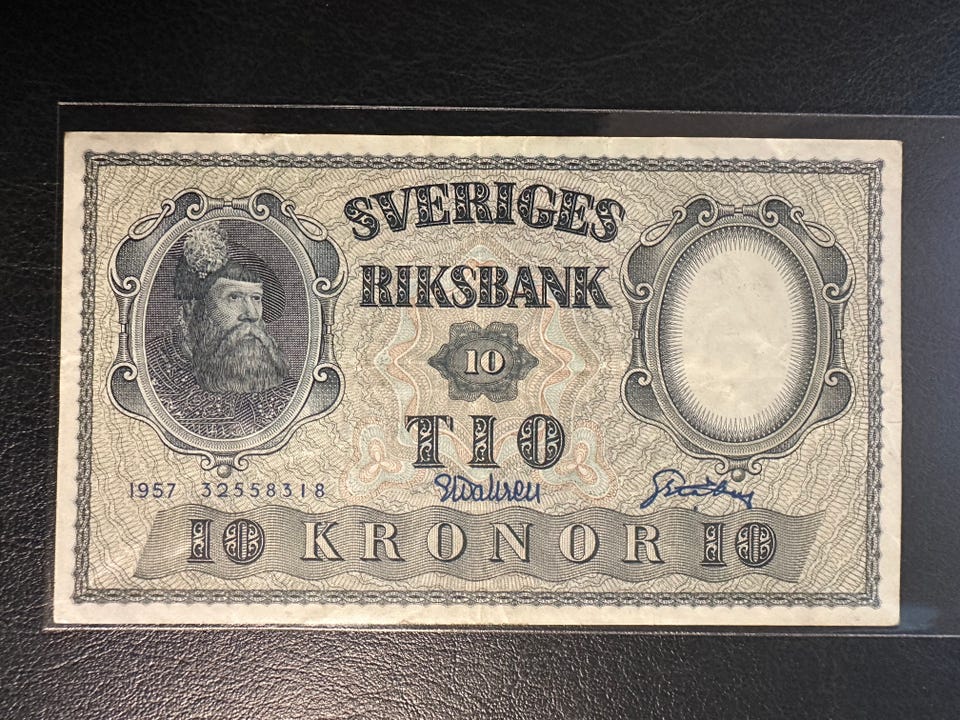 SVERIGES
RIKSBANK
10
TIO
1957 32558318
10 KRONOR 10